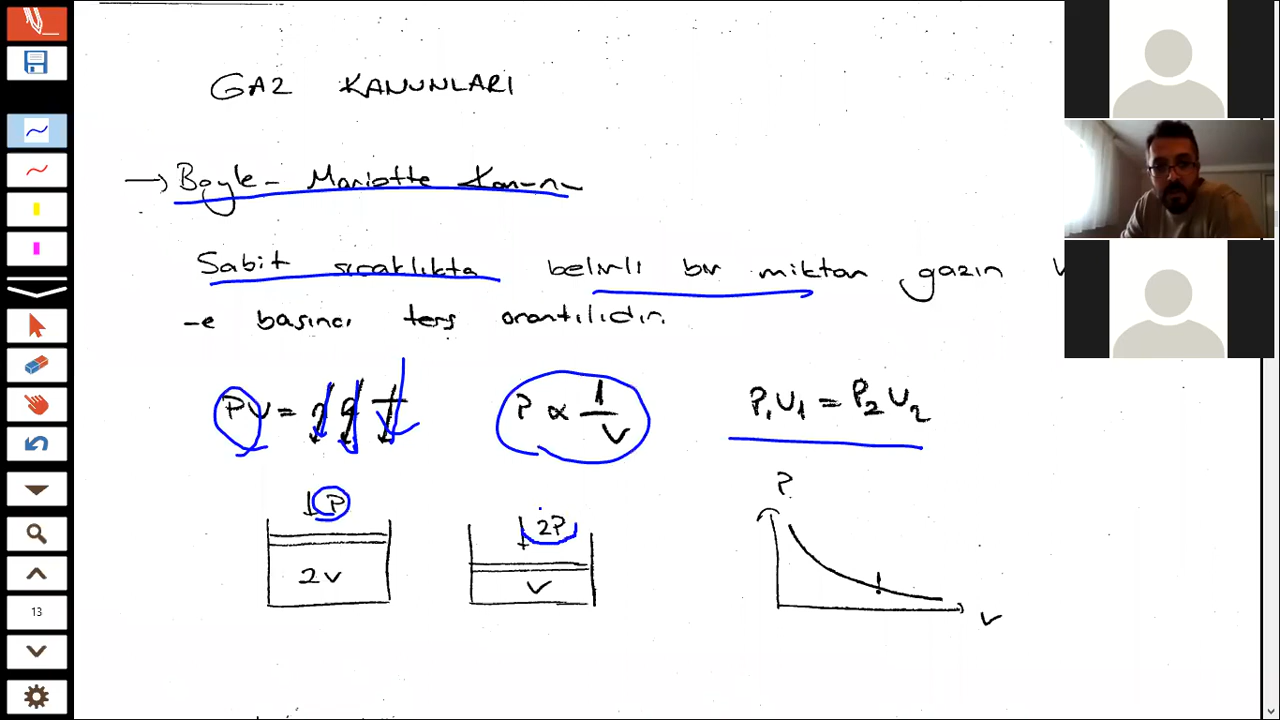 GAZ KANUNLARI
→ Boyle - Mariotte Kanunu
Sabit sıcaklıkta belirli bir miktar gazın
-e basıncı ters orantılıdır.
PV = n R T P ∝ 1/V P₁V₁ = P₂V₂
P
↓ P ↓ 2P
2V V
V
13